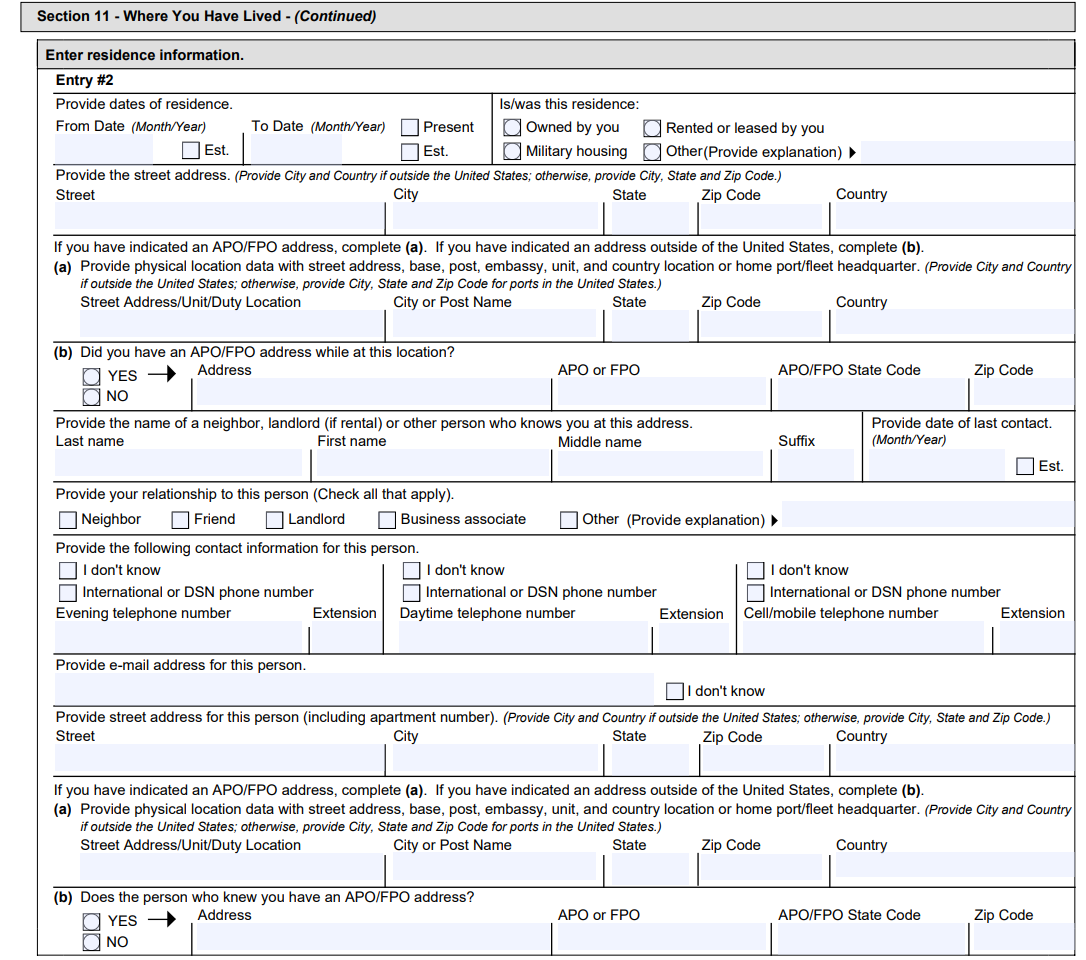 Section 11 - Where You Have Lived - (Continued)
Enter residence information.
Entry #2
Provide dates of residence.
Is/was this residence:
From Date (Month/Year)
To Date (Month/Year)
Present
Owned by you
Rented or leased by you
Est.
Est.
Military housing
Other (Provide explanation)
Provide the street address. (Provide City and Country if outside the United States; otherwise, provide City, State and Zip Code.)
Street
City
State
Zip Code
Country
If you have indicated an APO/FPO address, complete (a). If you have indicated an address outside of the United States, complete (b).
(a) Provide physical location data with street address, base, post, embassy, unit, and country location or home port/fleet headquarter. (Provide City and Country
if outside the United States; otherwise, provide City, State and Zip Code for ports in the United States.)
Street Address/Unit/Duty Location
City or Post Name
State
Zip Code
Country
(b) Did you have an APO/FPO address while at this location?
YES
NO
Address
APO or FPO
APO/FPO State Code
Zip Code
Provide the name of a neighbor, landlord (if rental) or other person who knows you at this address.
Provide date of last contact.
Last name
First name
Middle name
Suffix
(Month/Year)
Est.
Provide your relationship to this person (Check all that apply).
Neighbor
Friend
Landlord
Business associate
Other (Provide explanation)
Provide the following contact information for this person.
I don't know
I don't know
I don't know
International or DSN phone number
International or DSN phone number
International or DSN phone number
Evening telephone number
Extension
Daytime telephone number
Extension
Cell/mobile telephone number
Extension
Provide e-mail address for this person.
I don't know
Provide street address for this person (including apartment number). (Provide City and Country if outside the United States; otherwise, provide City, State and Zip Code.)
Street
City
State
Zip Code
Country
If you have indicated an APO/FPO address, complete (a). If you have indicated an address outside of the United States, complete (b).
(a) Provide physical location data with street address, base, post, embassy, unit, and country location or home port/fleet headquarter. (Provide City and Country
if outside the United States; otherwise, provide City, State and Zip Code for ports in the United States.)
Street Address/Unit/Duty Location
City or Post Name
State
Zip Code
Country
(b) Does the person who knew you have an APO/FPO address?
YES
NO
Address
APO or FPO
APO/FPO State Code
Zip Code